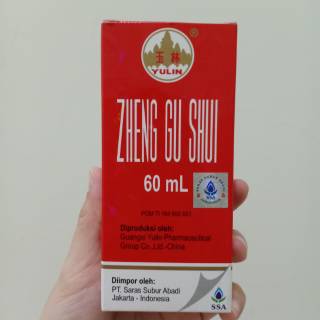 玉林
YULIN
®
ZHENG GU SHUI
60 mL
Diproduksi oleh:
Guangxi Yulin Pharmaceutical
Group Co.,Ltd -China
Diimpor oleh:
PT. Saras Subur Abadi
Jakarta - Indonesia
SSA